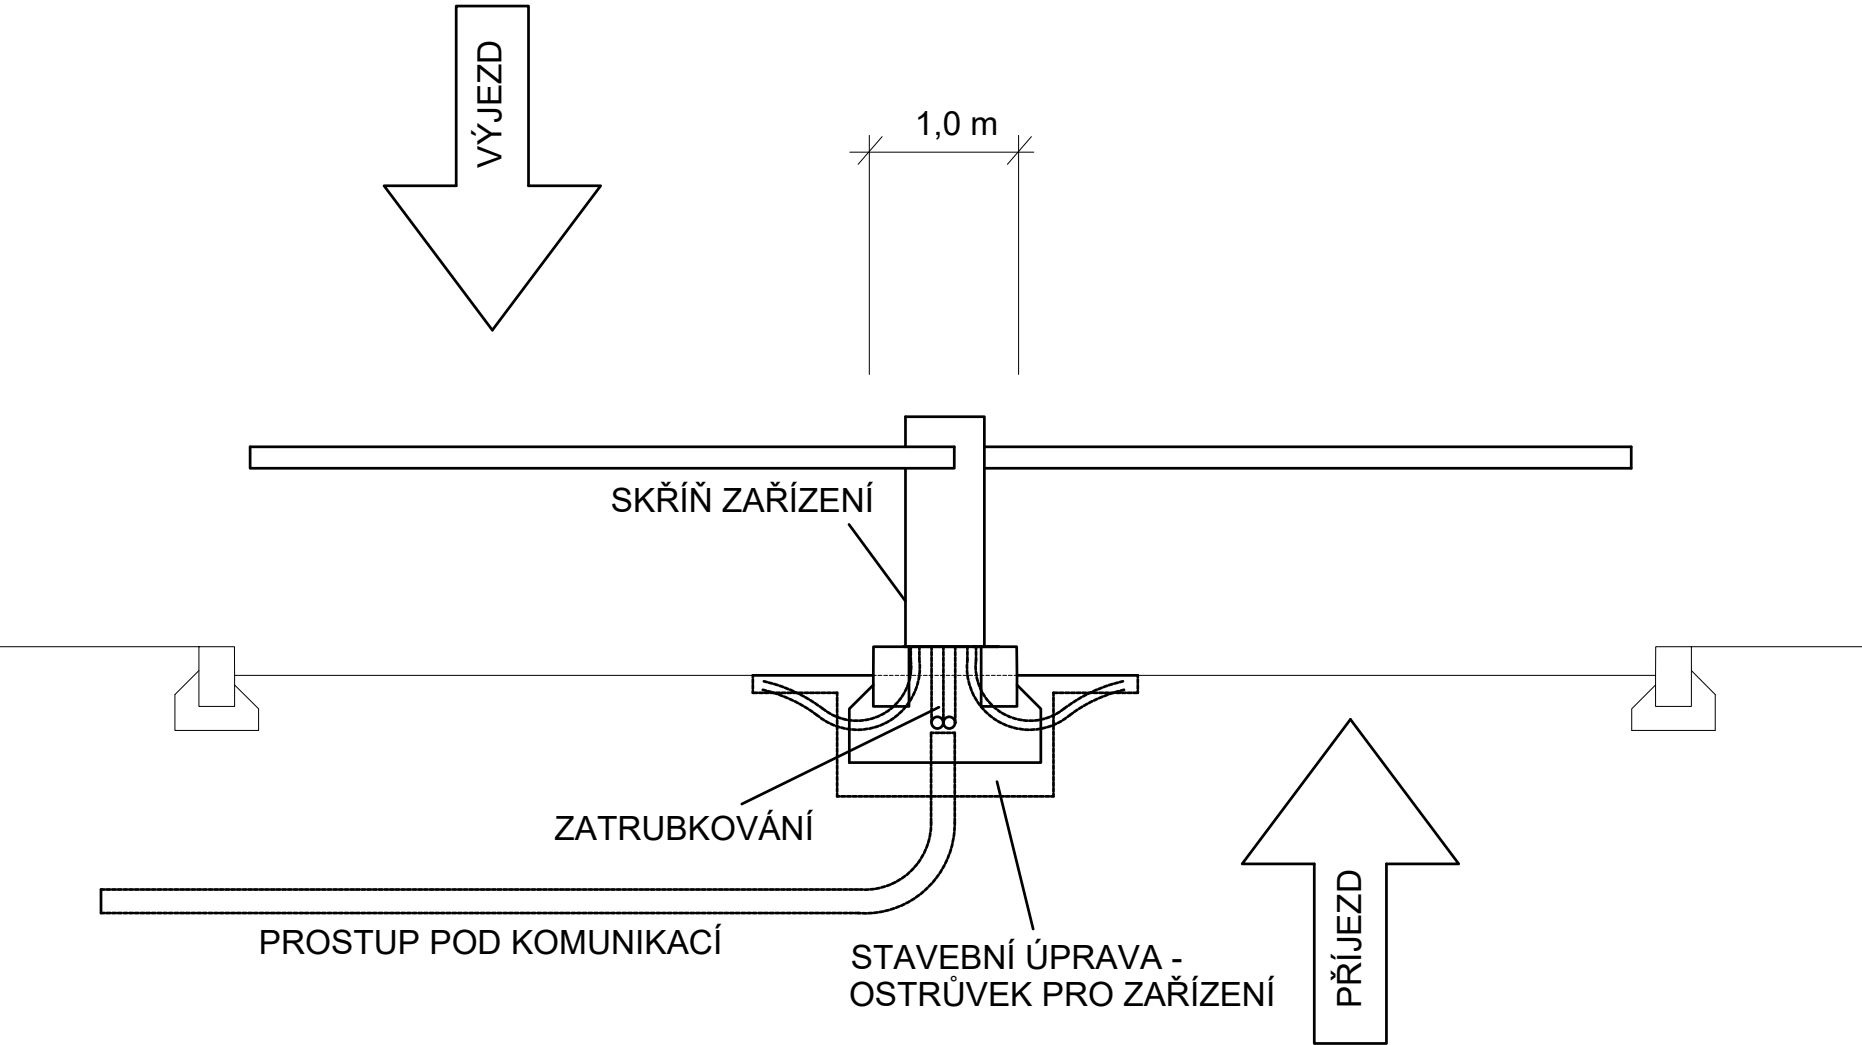 VÝJEZD
1,0 m
SKŘÍŇ ZAŘÍZENÍ
ZATRUBKOVÁNÍ
PROSTUP POD KOMUNIKACÍ
STAVEBNÍ ÚPRAVA -
OSTRŮVEK PRO ZAŘÍZENÍ
PŘÍJEZD